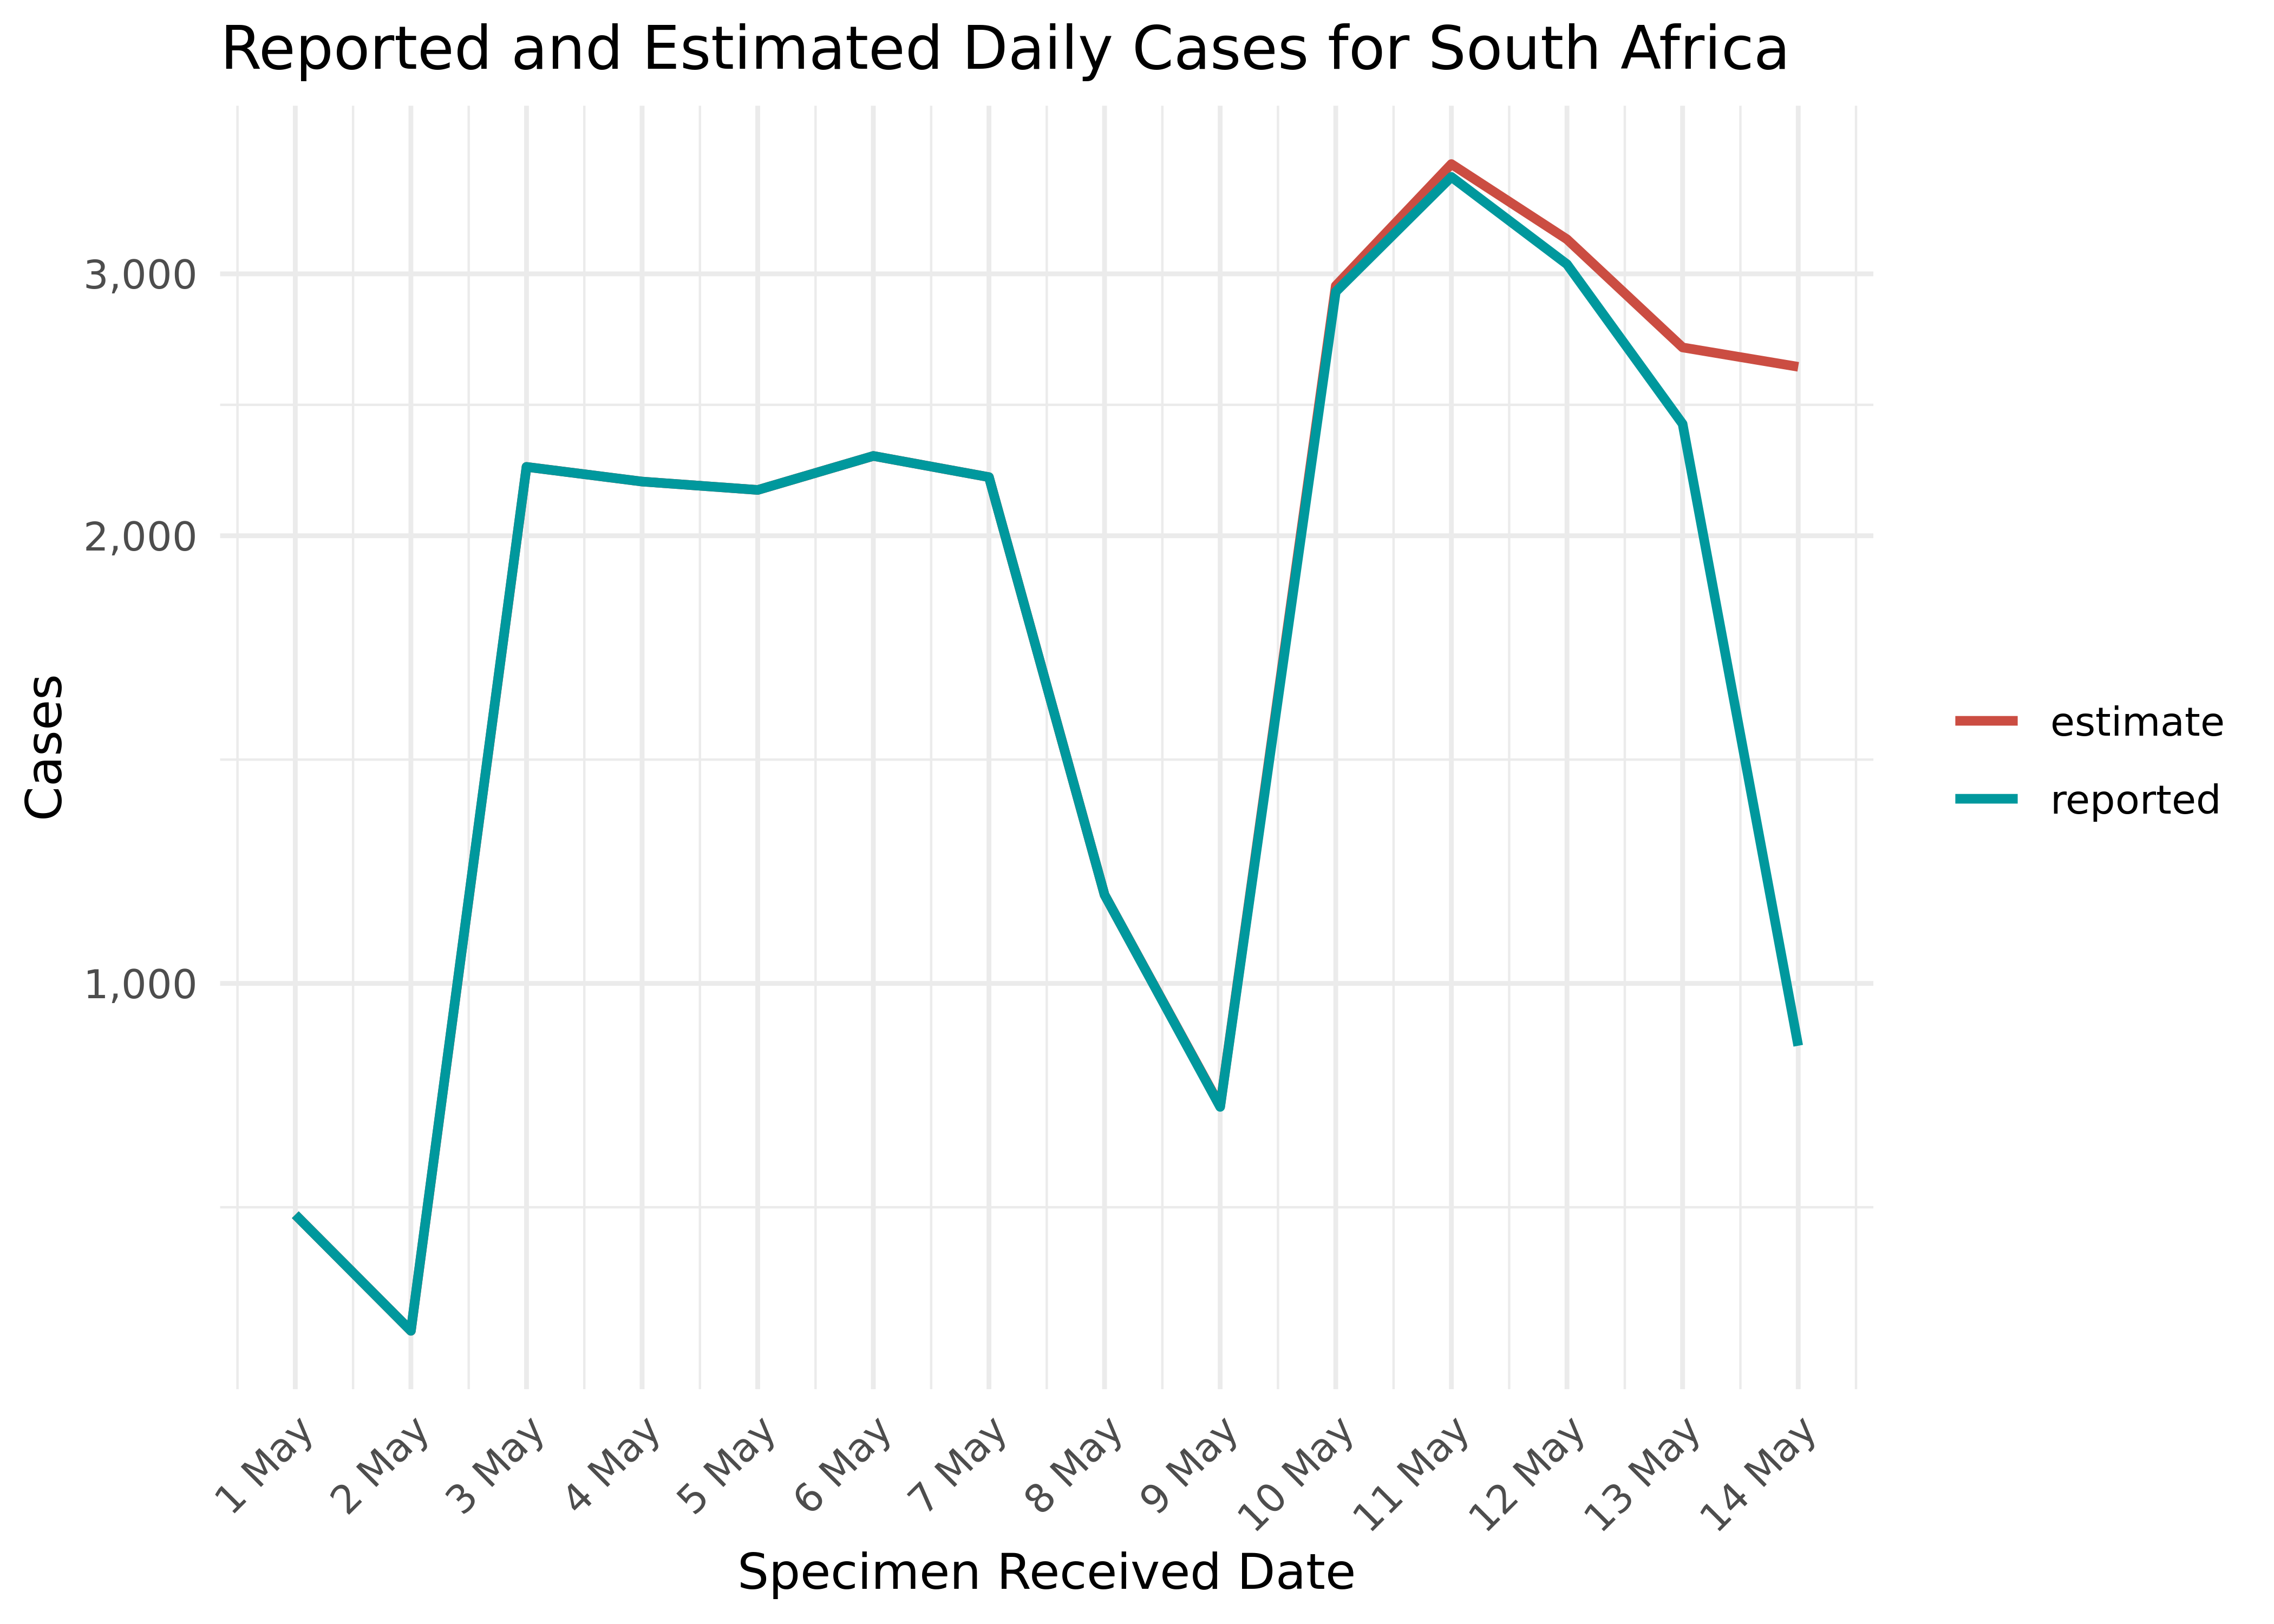 Reported and Estimated Daily Cases for South Africa
3,000
2,000
1,000
Cases
estimate
reported
1 May
2 May
3 May
4 May
5 May
6 May
7 May
8 May
9 May
10 May
11 May
12 May
13 May
14 May
Specimen Received Date